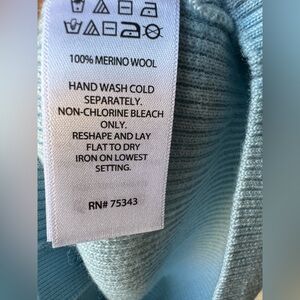 100% MERINO WOOL
HAND WASH COLD
SEPARATELY.
NON-CHLORINE BLEACH
ONLY.
RESHAPE AND LAY
FLAT TO DRY
IRON ON LOWEST
SETTING.
RN# 75343